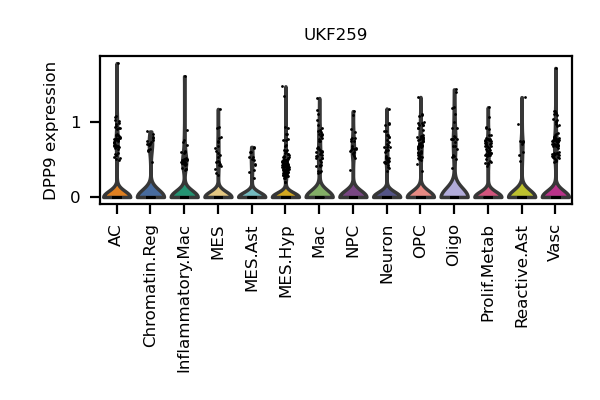 UKF259
DPP9 expression
1
0
AC
Chromatin.Reg
Inflammatory.Mac
MES
MES.Ast
MES.Hyp
Mac
NPC
Neuron
OPC
Oligo
Prolif.Metab
Reactive.Ast
Vasc